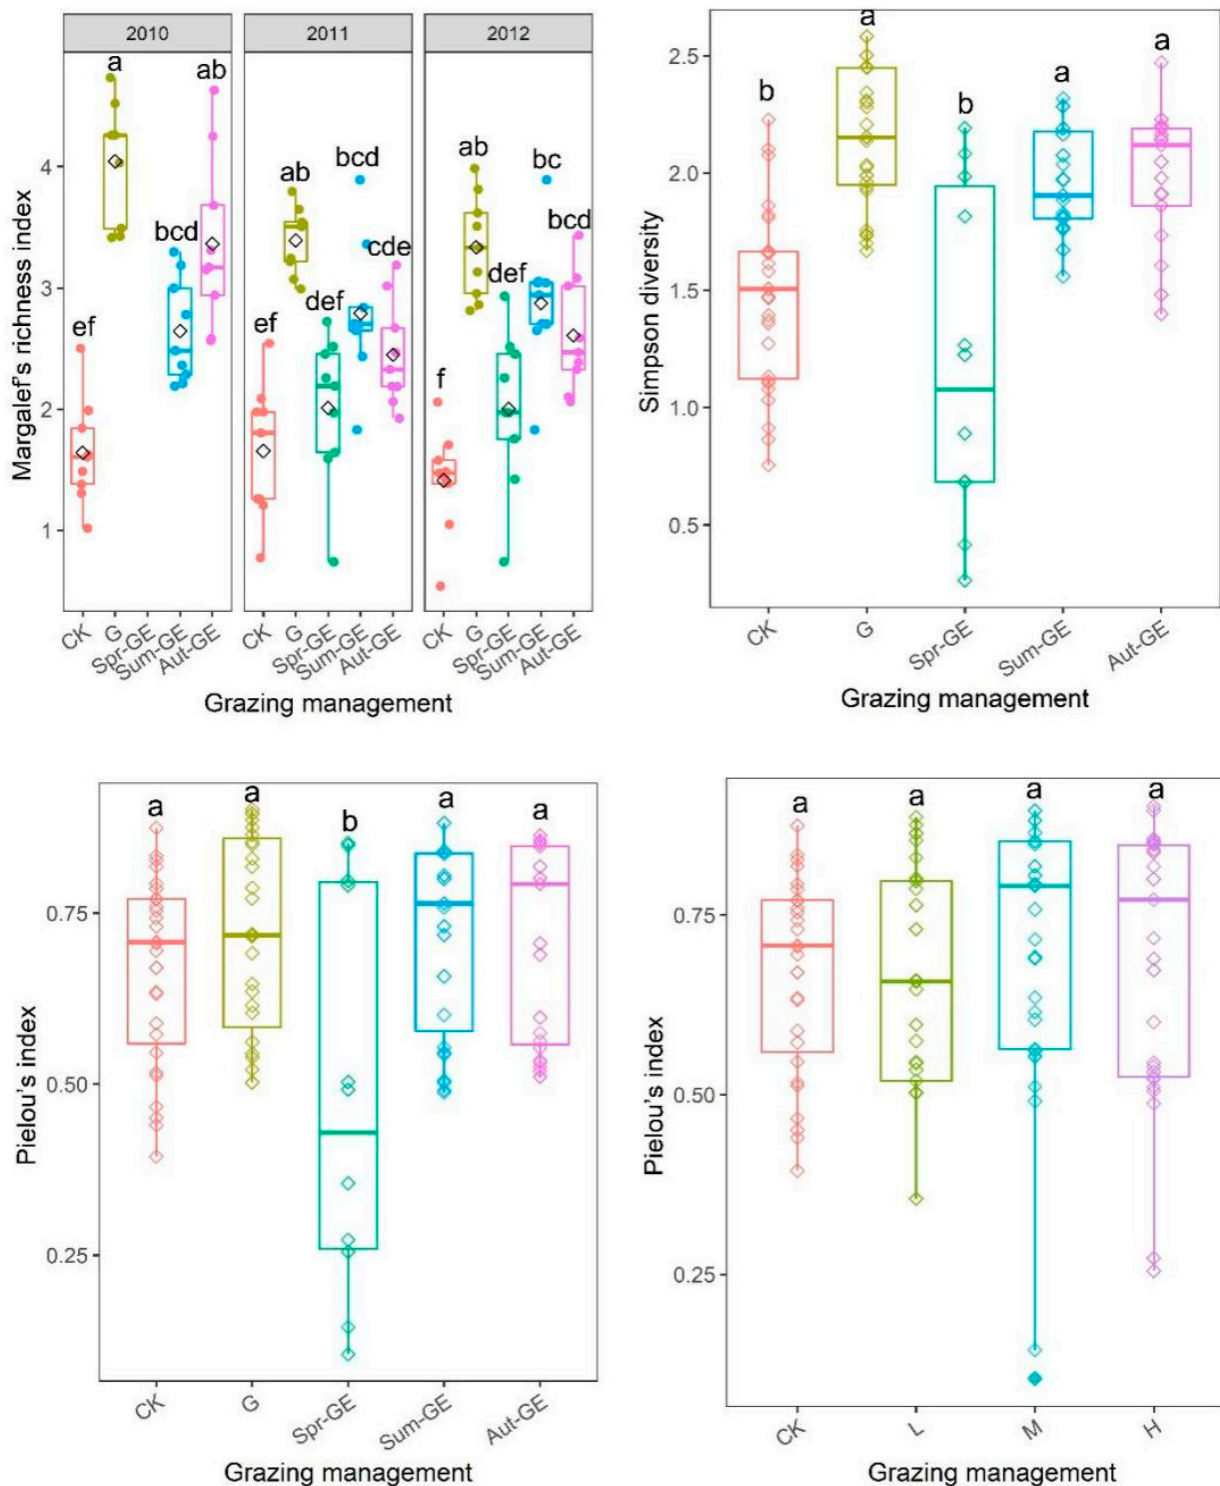 2010 2011 2012
a ab
bcd
ef
ab bcd
cde
def
ef
ab bc
bcd
def
f
4
3
2
1
Margalef's richness index
CK G Spr-GE Sum-GE Aut-GE CK G Spr-GE Sum-GE Aut-GE CK G Spr-GE Sum-GE Aut-GE
Grazing management
a
b b a a
2.5
2.0
1.5
1.0
0.5
Simpson diversity
CK G Spr-GE Sum-GE Aut-GE
Grazing management
a a b a a
0.75
0.50
0.25
Pielou's index
CK G Spr-GE Sum-GE Aut-GE
Grazing management
a a a a
0.75
0.50
0.25
Pielou's index
CK L M H
Grazing management